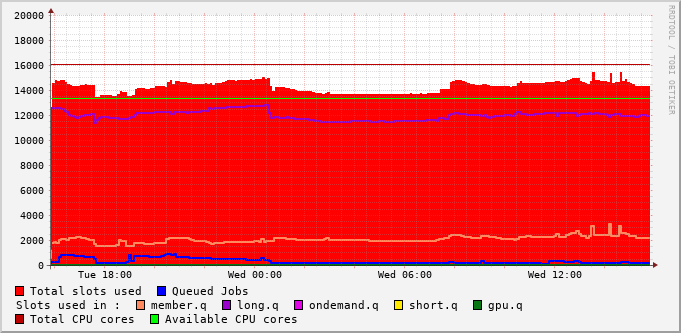 20000
18000
16000
14000
12000
10000
8000
6000
4000
2000
0
Tue 18:00 Wed 00:00 Wed 06:00 Wed 12:00
RRDTOOL / TOBI OETIKER
Total slots used Queued Jobs
Slots used in : member.q long.q ondemand.q short.q gpu.q
Total CPU cores Available CPU cores